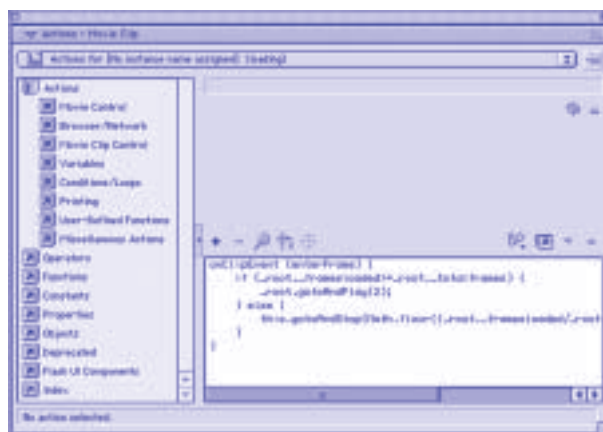 Actions - Movie Clip
Actions for [No instance name assigned] (loading)
Actions
Movie Control
Browser/Network
Movie Clip Control
Variables
Conditions/Loops
Printing
User-Defined Functions
Miscellaneous Actions
Operators
Functions
Constants
Properties
Objects
Deprecated
Flash UI Components
Index
onClipEvent (enterFrame) {
if (_root._framesloaded>=_root._totalframes) {
_root.gotoAndPlay(2);
} else {
this.gotoAndStop(Math.floor((_root._framesloaded/_root
}
}
No action selected.